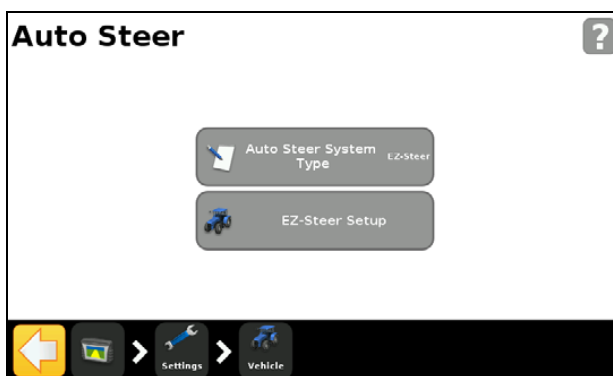 Auto Steer
?
Auto Steer System
Type
EZ-Steer
EZ-Steer Setup
Settings
Vehicle